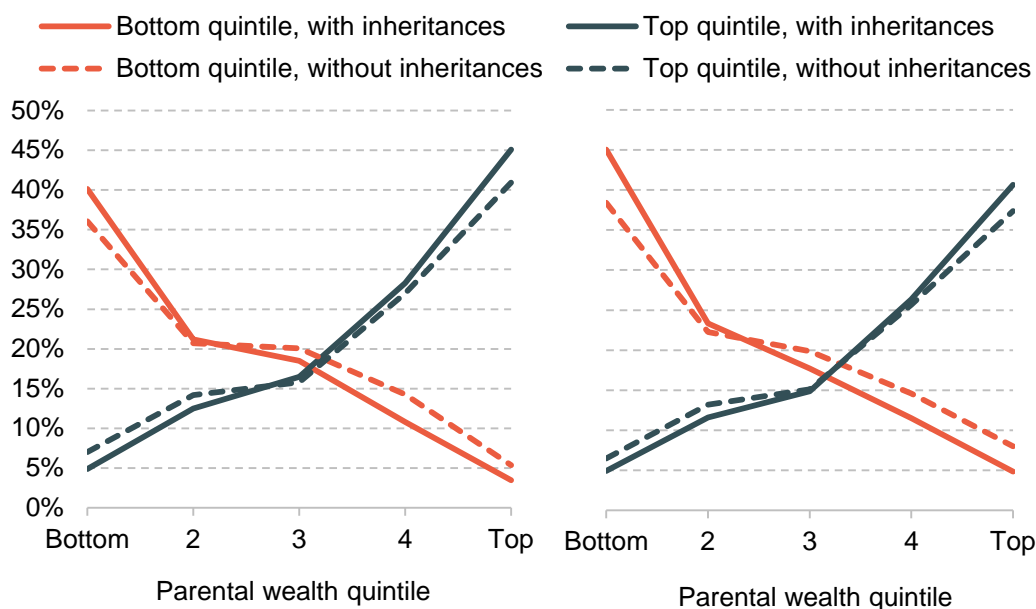 Bottom quintile, with inheritances
Top quintile, with inheritances
Bottom quintile, without inheritances
Top quintile, without inheritances
50%
45%
40%
35%
30%
25%
20%
15%
10%
5%
0%
Bottom 2 3 4 Top
Bottom 2 3 4 Top
Parental wealth quintile
Parental wealth quintile